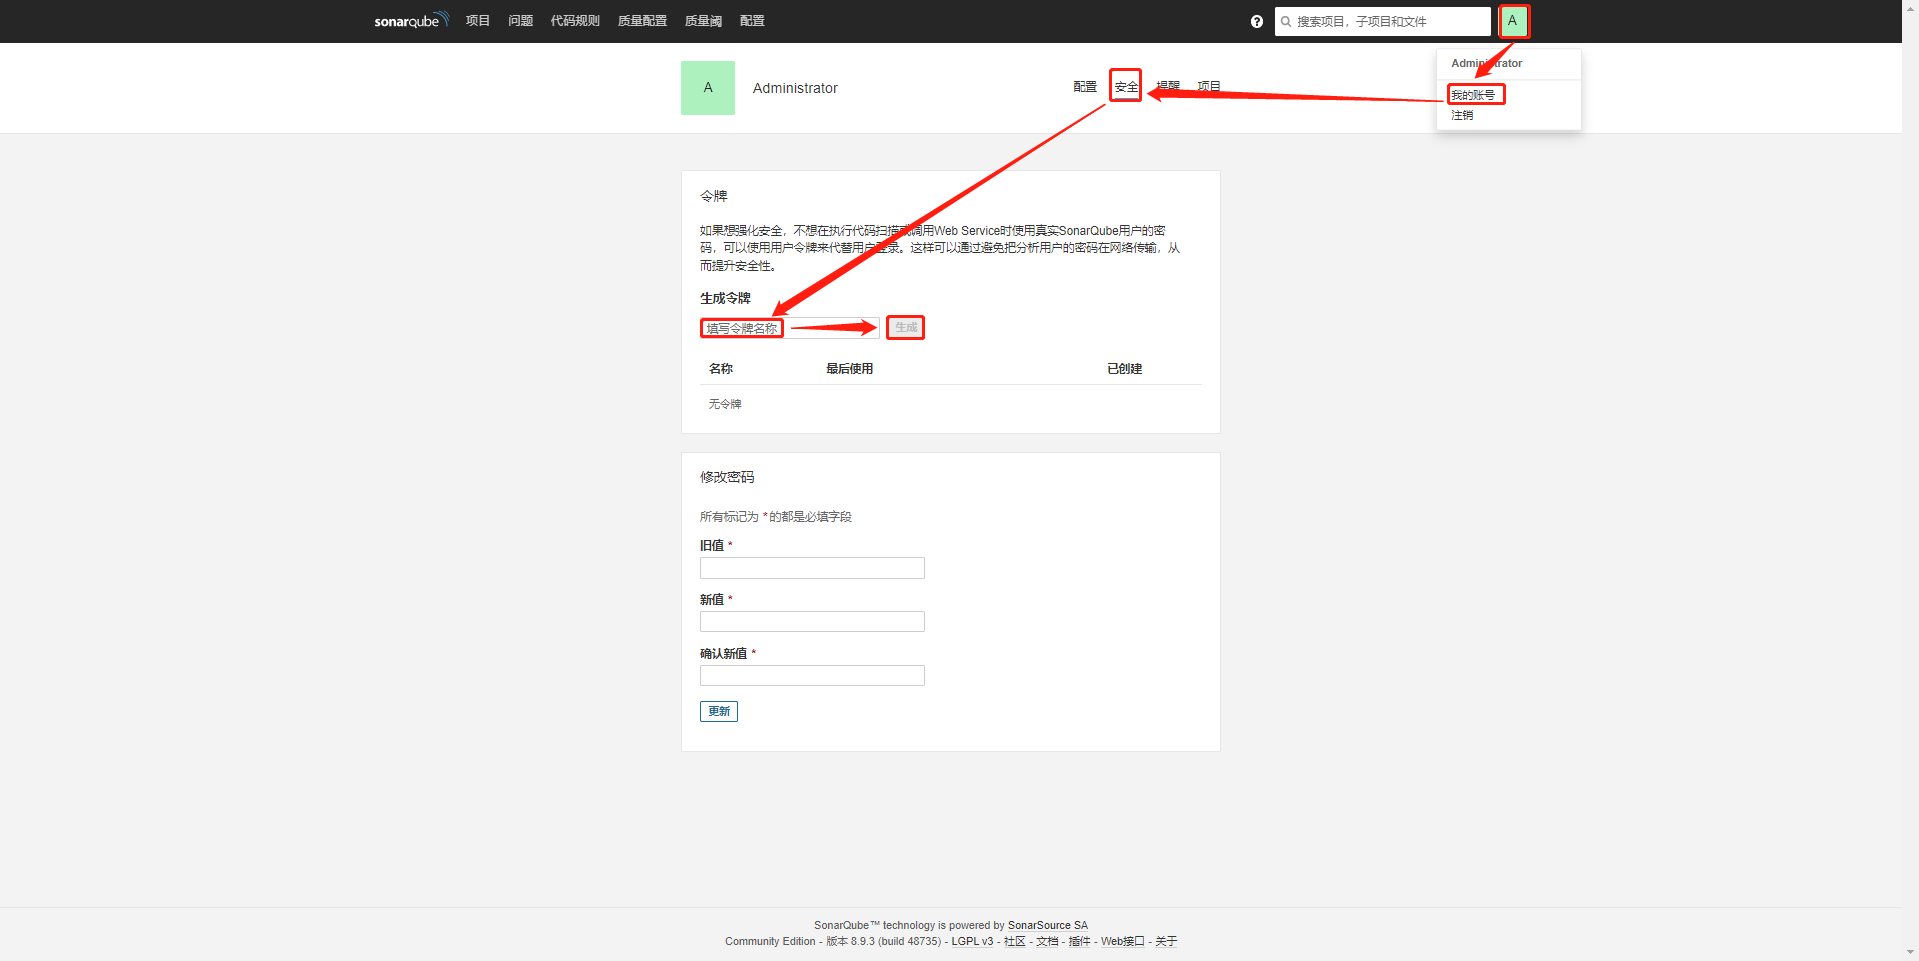 sonarqube 项目 问题 代码规则 质量配置 质量阈 配置 搜索项目，子项目和文件 A
Administrator
我的账号
注销
A Administrator 配置 安全 提醒 项目
令牌
如果想强化安全，不想在执行代码扫描或调用Web Service时使用真实SonarQube用户的密
码，可以使用用户令牌来代替用户登录。这样可以通过避免把分析用户的密码在网络传输，从
而提升安全性。
生成令牌
填写令牌名称 生成
名称 最后使用 已创建
无令牌
修改密码
所有标记为 *的都是必填字段
旧值 *
新值 *
确认新值 *
更新
SonarQube™ technology is powered by SonarSource SA
Community Edition - 版本 8.9.3 (build 48735) - LGPL v3 - 社区 - 文档 - 插件 - Web接口 - 关于